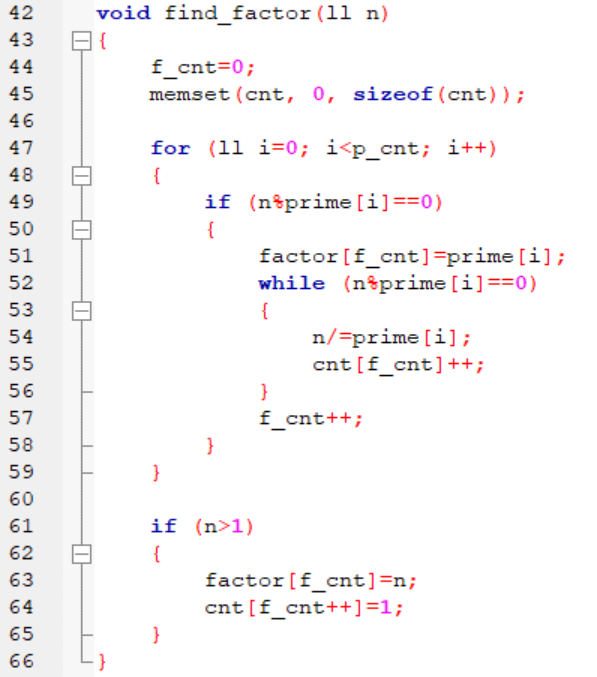 42 void find_factor(ll n)
43 {
44 f_cnt=0;
45 memset(cnt, 0, sizeof(cnt));
46
47 for (ll i=0; i<p_cnt; i++)
48 {
49 if (n%prime[i]==0)
50 {
51 factor[f_cnt]=prime[i];
52 while (n%prime[i]==0)
53 {
54 n/=prime[i];
55 cnt[f_cnt]++;
56 }
57 f_cnt++;
58 }
59 }
60
61 if (n>1)
62 {
63 factor[f_cnt]=n;
64 cnt[f_cnt++]=1;
65 }
66 }